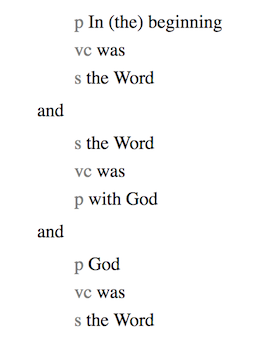 p In (the) beginning
vc was
s the Word
and
s the Word
vc was
p with God
and
p God
vc was
s the Word